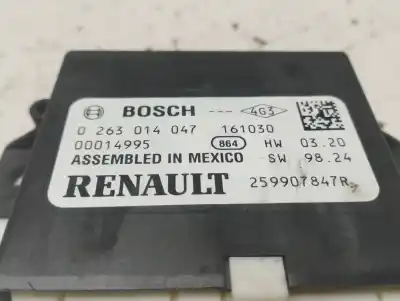 BOSCH --- 4G3
0 263 014 047 161030
00014995 864 HW 03.20
ASSEMBLED IN MEXICO SW 98.24
RENAULT 259907847R